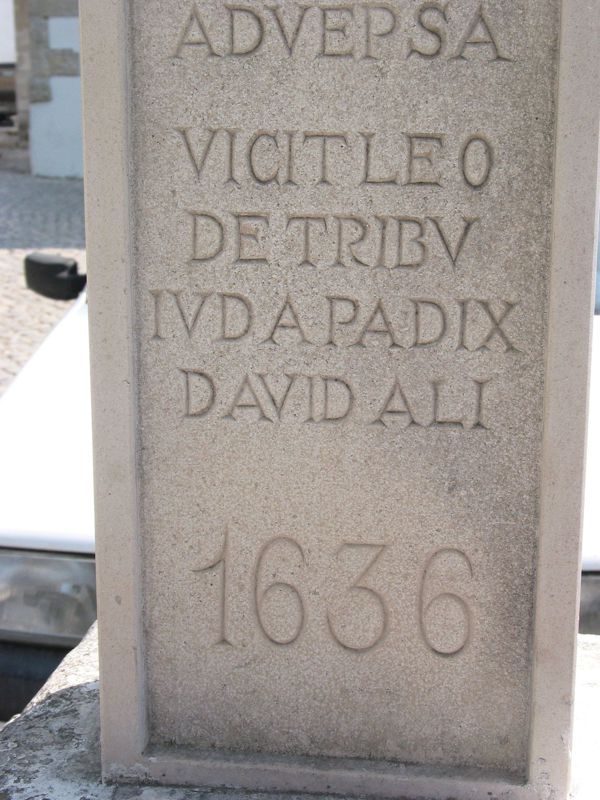 ADVEPSA
VICIT LEO
DE TRIBV
IVDA PADIX
DAVID ALI
1636